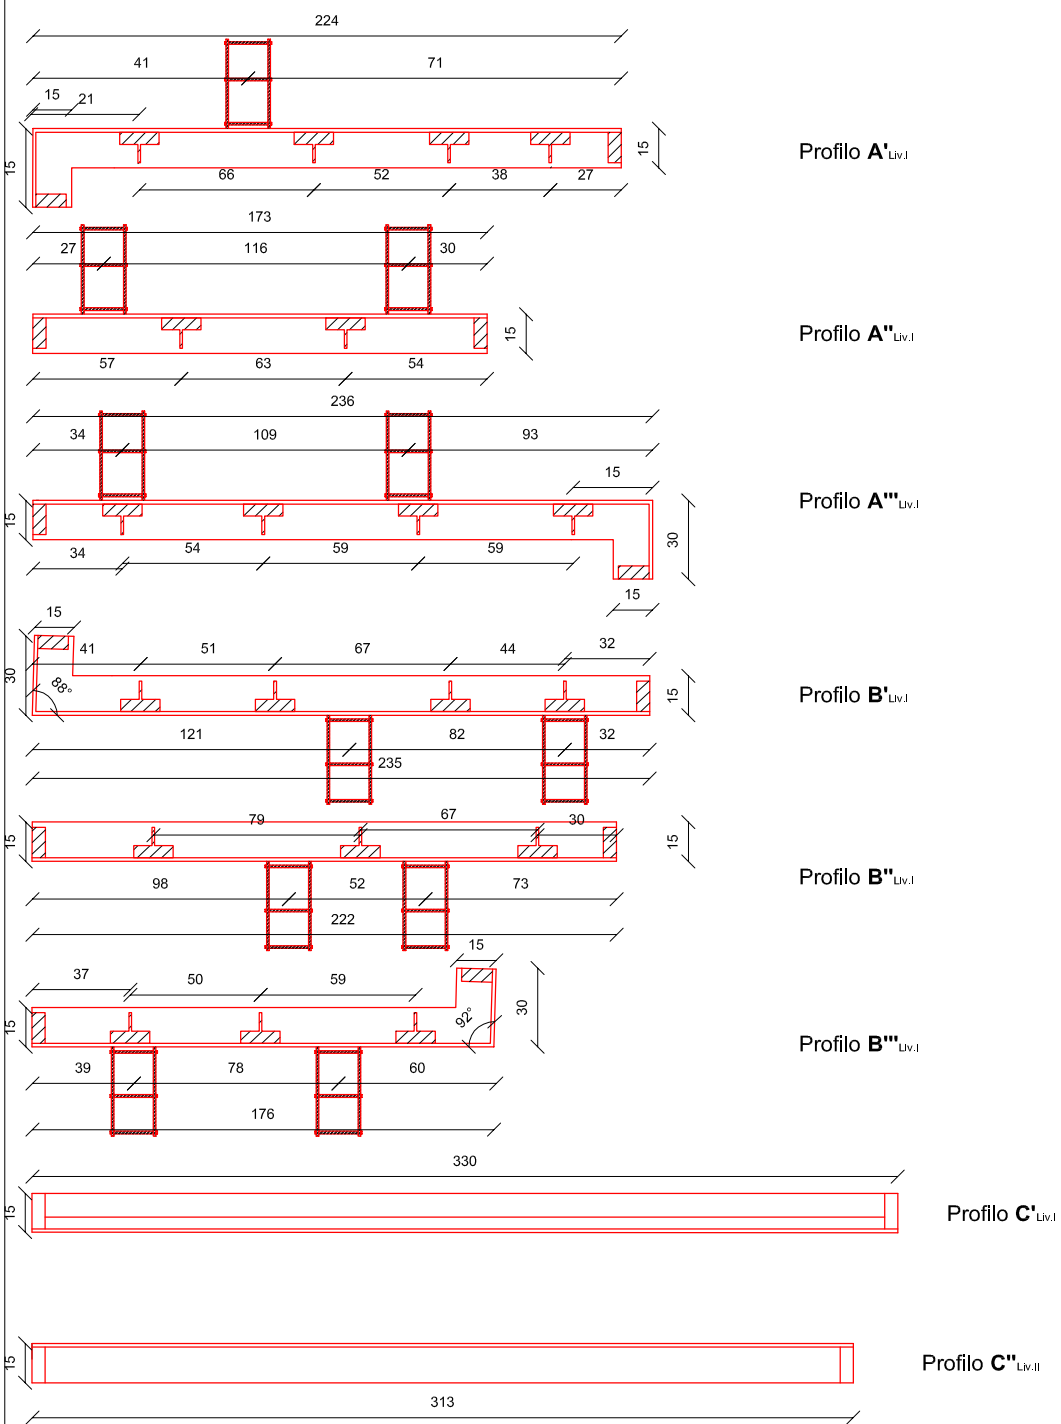 224
41 71
15 21
15
15
Profilo A'Liv.I
66 52 38 27
173
27 116 30
15
Profilo A''Liv.I
57 63 54
236
34 109 93
15
15
Profilo A'''Liv.I
30
34 54 59 59
15
15
41 51 67 44 32
30
88°
15
Profilo B'Liv.I
121 82 32
235
79 67 30
15
15
Profilo B''Liv.I
98 52 73
222
15
37 50 59
15
92°
30
Profilo B'''Liv.I
39 78 60
176
330
15
Profilo C'Liv.I
15
Profilo C''Liv.II
313